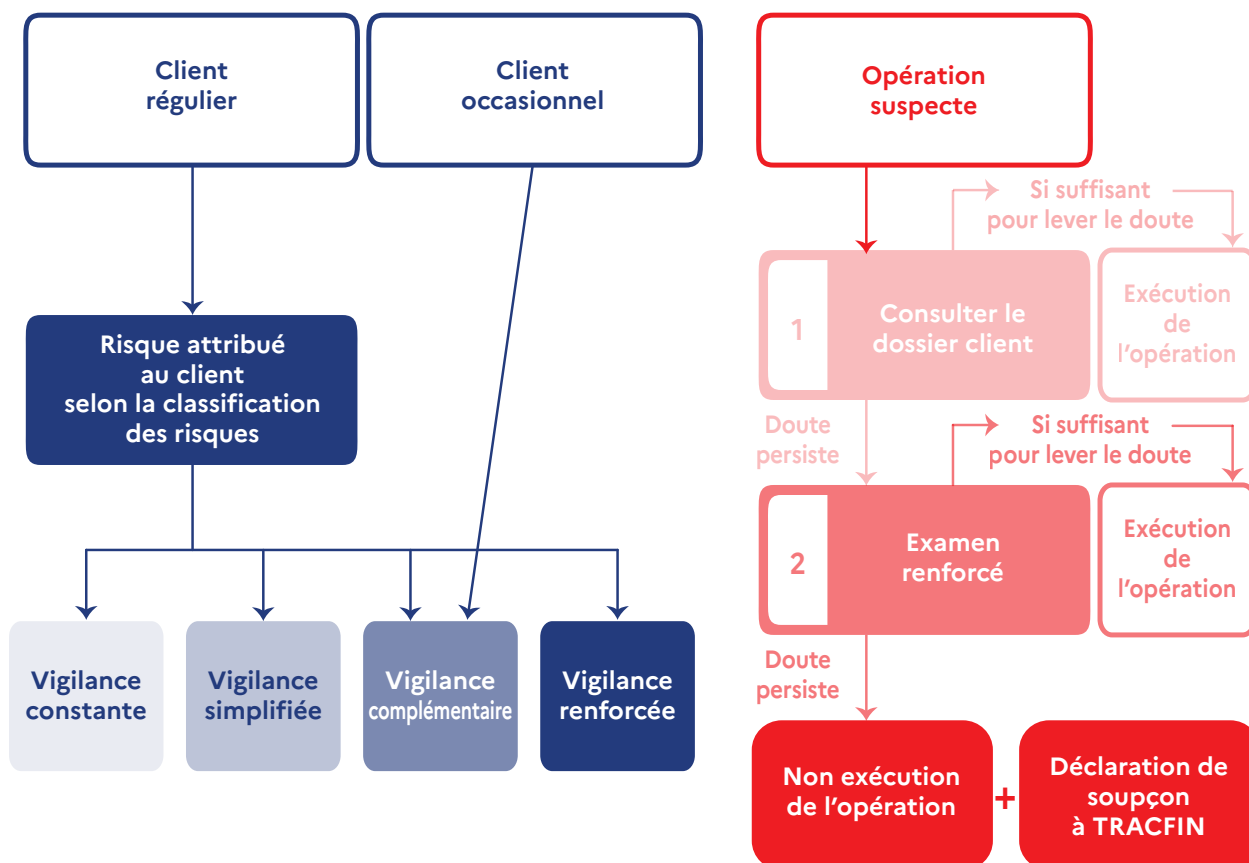 Client
régulier
Client
occasionnel
Risque attribué
au client
selon la classification
des risques
Vigilance
constante
Vigilance
simplifiée
Vigilance
complémentaire
Vigilance
renforcée
Opération
suspecte
Si suffisant
pour lever le doute
1
Consulter le
dossier client
Exécution
de
l'opération
Doute
persiste
Si suffisant
pour lever le doute
2
Examen
renforcé
Exécution
de
l'opération
Doute
persiste
Non exécution
de l'opération
+
Déclaration de
soupçon
à TRACFIN